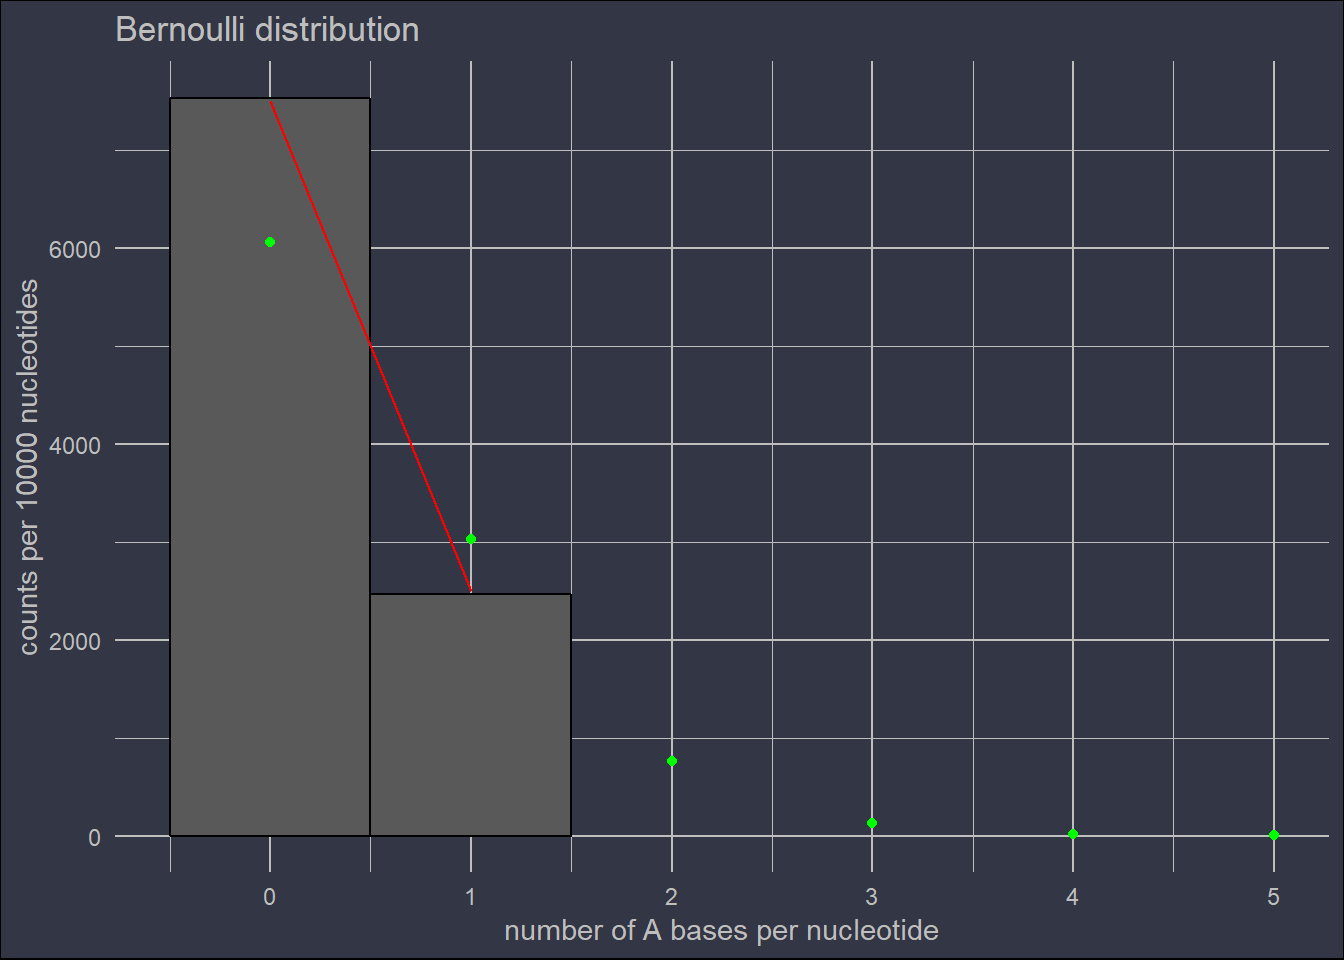 Bernoulli distribution
counts per 10000 nucleotides
6000
4000
2000
0
0 1 2 3 4 5
number of A bases per nucleotide